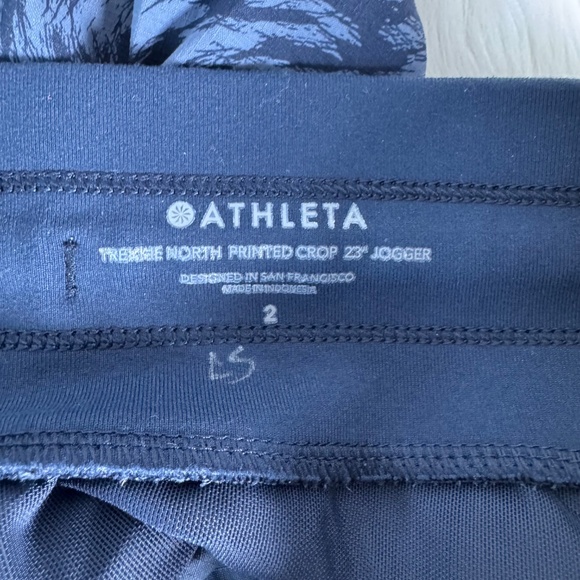 ATHLETA
TREKKIE NORTH PRINTED CROP 23" JOGGER
DESIGNED IN SAN FRANCISCO
MADE IN INDONESIA
2
LS